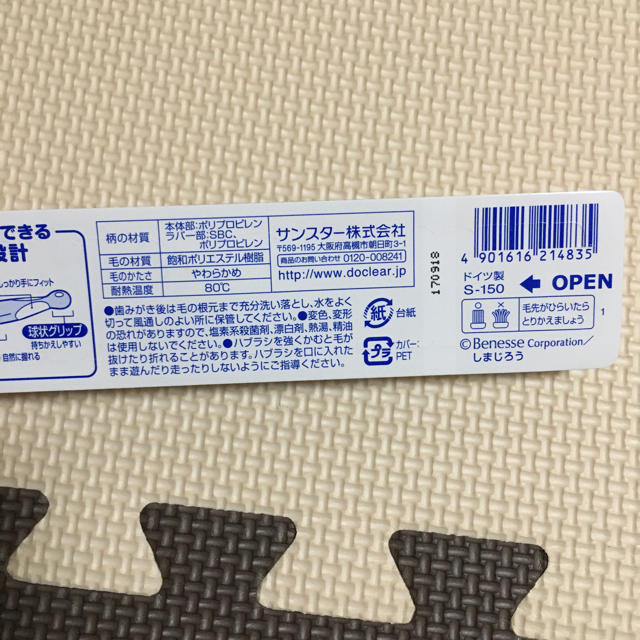 できる
設計
しっかり手にフィット
球状グリップ
持ちかえしやすい
自然に握れる
柄の材質
本体部:ポリプロピレン
ラバー部:SBC、
ポリプロピレン
毛の材質
飽和ポリエステル樹脂
毛のかたさ
やわらかめ
耐熱温度
80℃
サンスター株式会社
〒569-1195 大阪府高槻市朝日町3-1
お問い合わせ 0120-008241
http://www.doclear.jp/
●歯みがき後は毛の根元まで充分洗い落とし、水をよく
切って風通しのよい所に保管してください。●変色、変形
の恐れがありますので、塩素系殺菌剤、漂白剤、熱湯、精油
は使用しないでください。●ハブラシを強くかむと毛が
抜けたり折れることがあります。ハブラシを口に入れた
まま遊んだり走ったりしないようにご指導ください。
紙
台紙
プラ
カバー:
PET
170918
4 901616 214835
ドイツ製
S-150
OPEN
毛先がひらいたら
とりかえましょう
1
©Benesse Corporation/
しまじろう